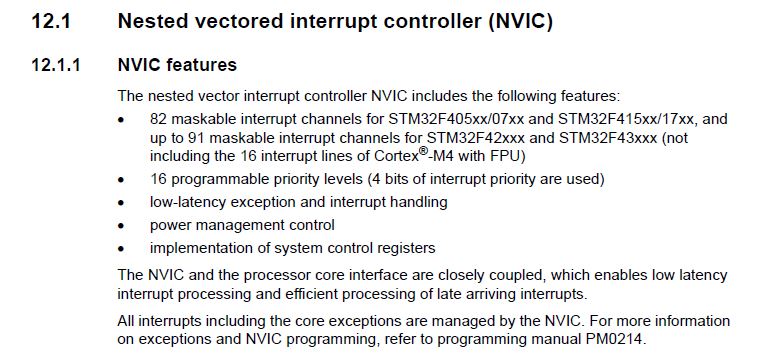 12.1 Nested vectored interrupt controller (NVIC)
12.1.1 NVIC features
The nested vector interrupt controller NVIC includes the following features:
• 82 maskable interrupt channels for STM32F405xx/07xx and STM32F415xx/17xx, and
up to 91 maskable interrupt channels for STM32F42xxx and STM32F43xxx (not
including the 16 interrupt lines of Cortex®-M4 with FPU)
• 16 programmable priority levels (4 bits of interrupt priority are used)
• low-latency exception and interrupt handling
• power management control
• implementation of system control registers
The NVIC and the processor core interface are closely coupled, which enables low latency
interrupt processing and efficient processing of late arriving interrupts.
All interrupts including the core exceptions are managed by the NVIC. For more information
on exceptions and NVIC programming, refer to programming manual PM0214.